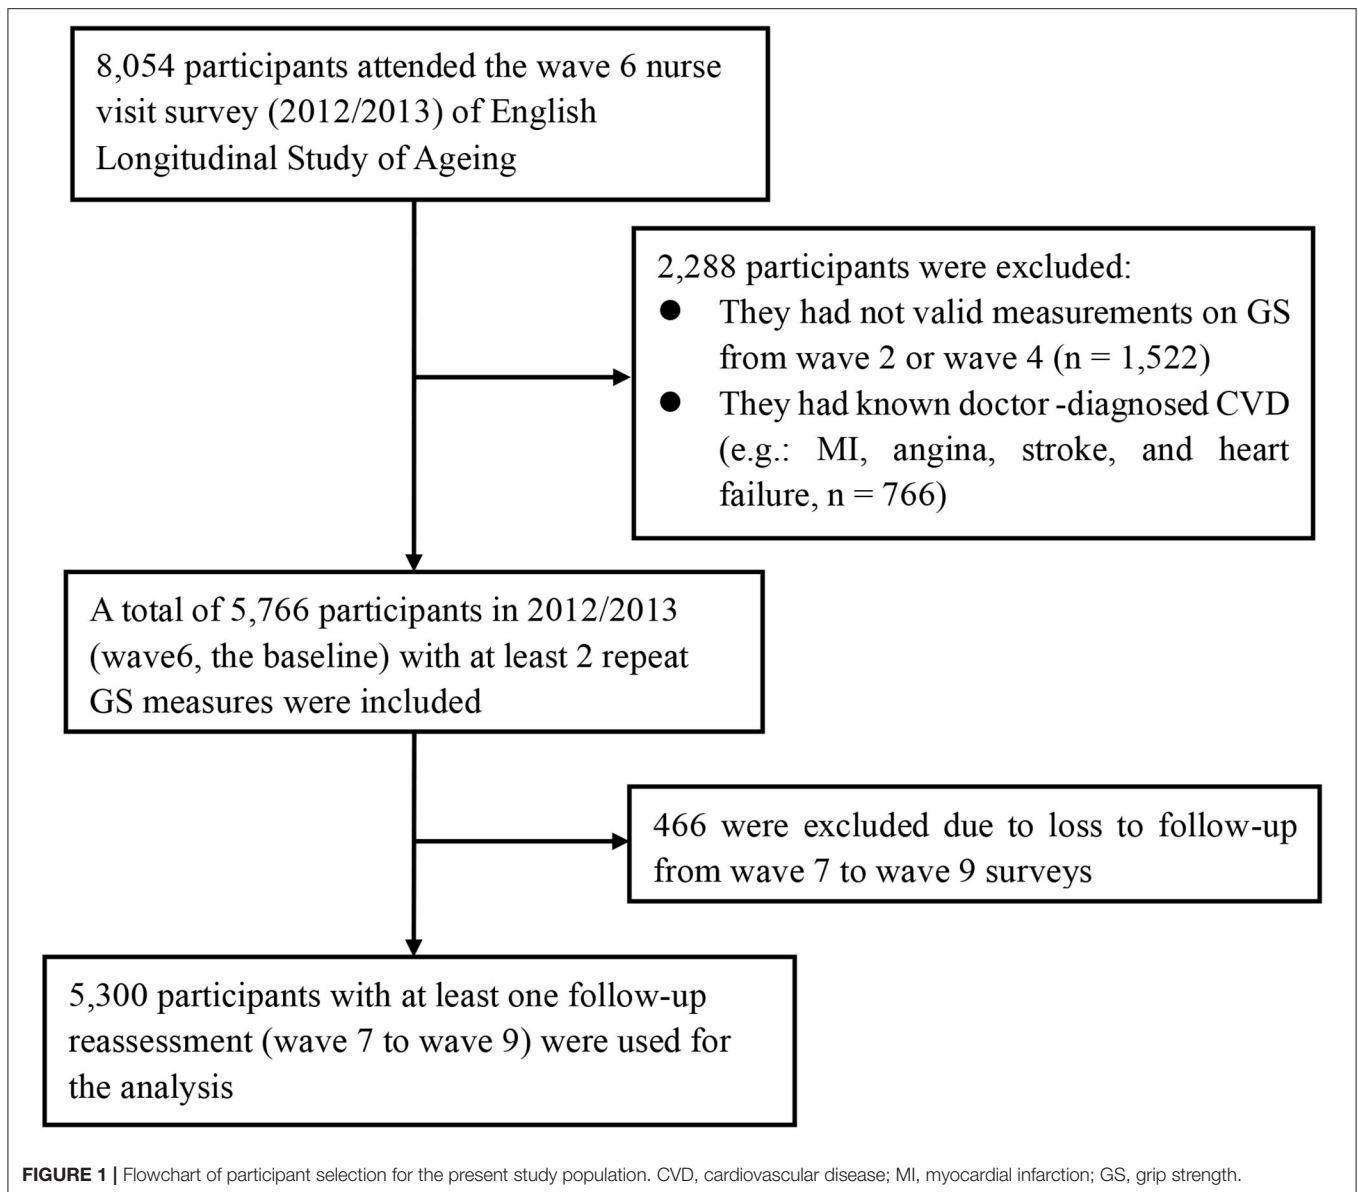 8,054 participants attended the wave 6 nurse
visit survey (2012/2013) of English
Longitudinal Study of Ageing
2,288 participants were excluded:
● They had not valid measurements on GS
from wave 2 or wave 4 (n = 1,522)
● They had known doctor -diagnosed CVD
(e.g.: MI, angina, stroke, and heart
failure, n = 766)
A total of 5,766 participants in 2012/2013
(wave6, the baseline) with at least 2 repeat
GS measures were included
466 were excluded due to loss to follow-up
from wave 7 to wave 9 surveys
5,300 participants with at least one follow-up
reassessment (wave 7 to wave 9) were used for
the analysis
FIGURE 1 | Flowchart of participant selection for the present study population. CVD, cardiovascular disease; MI, myocardial infarction; GS, grip strength.